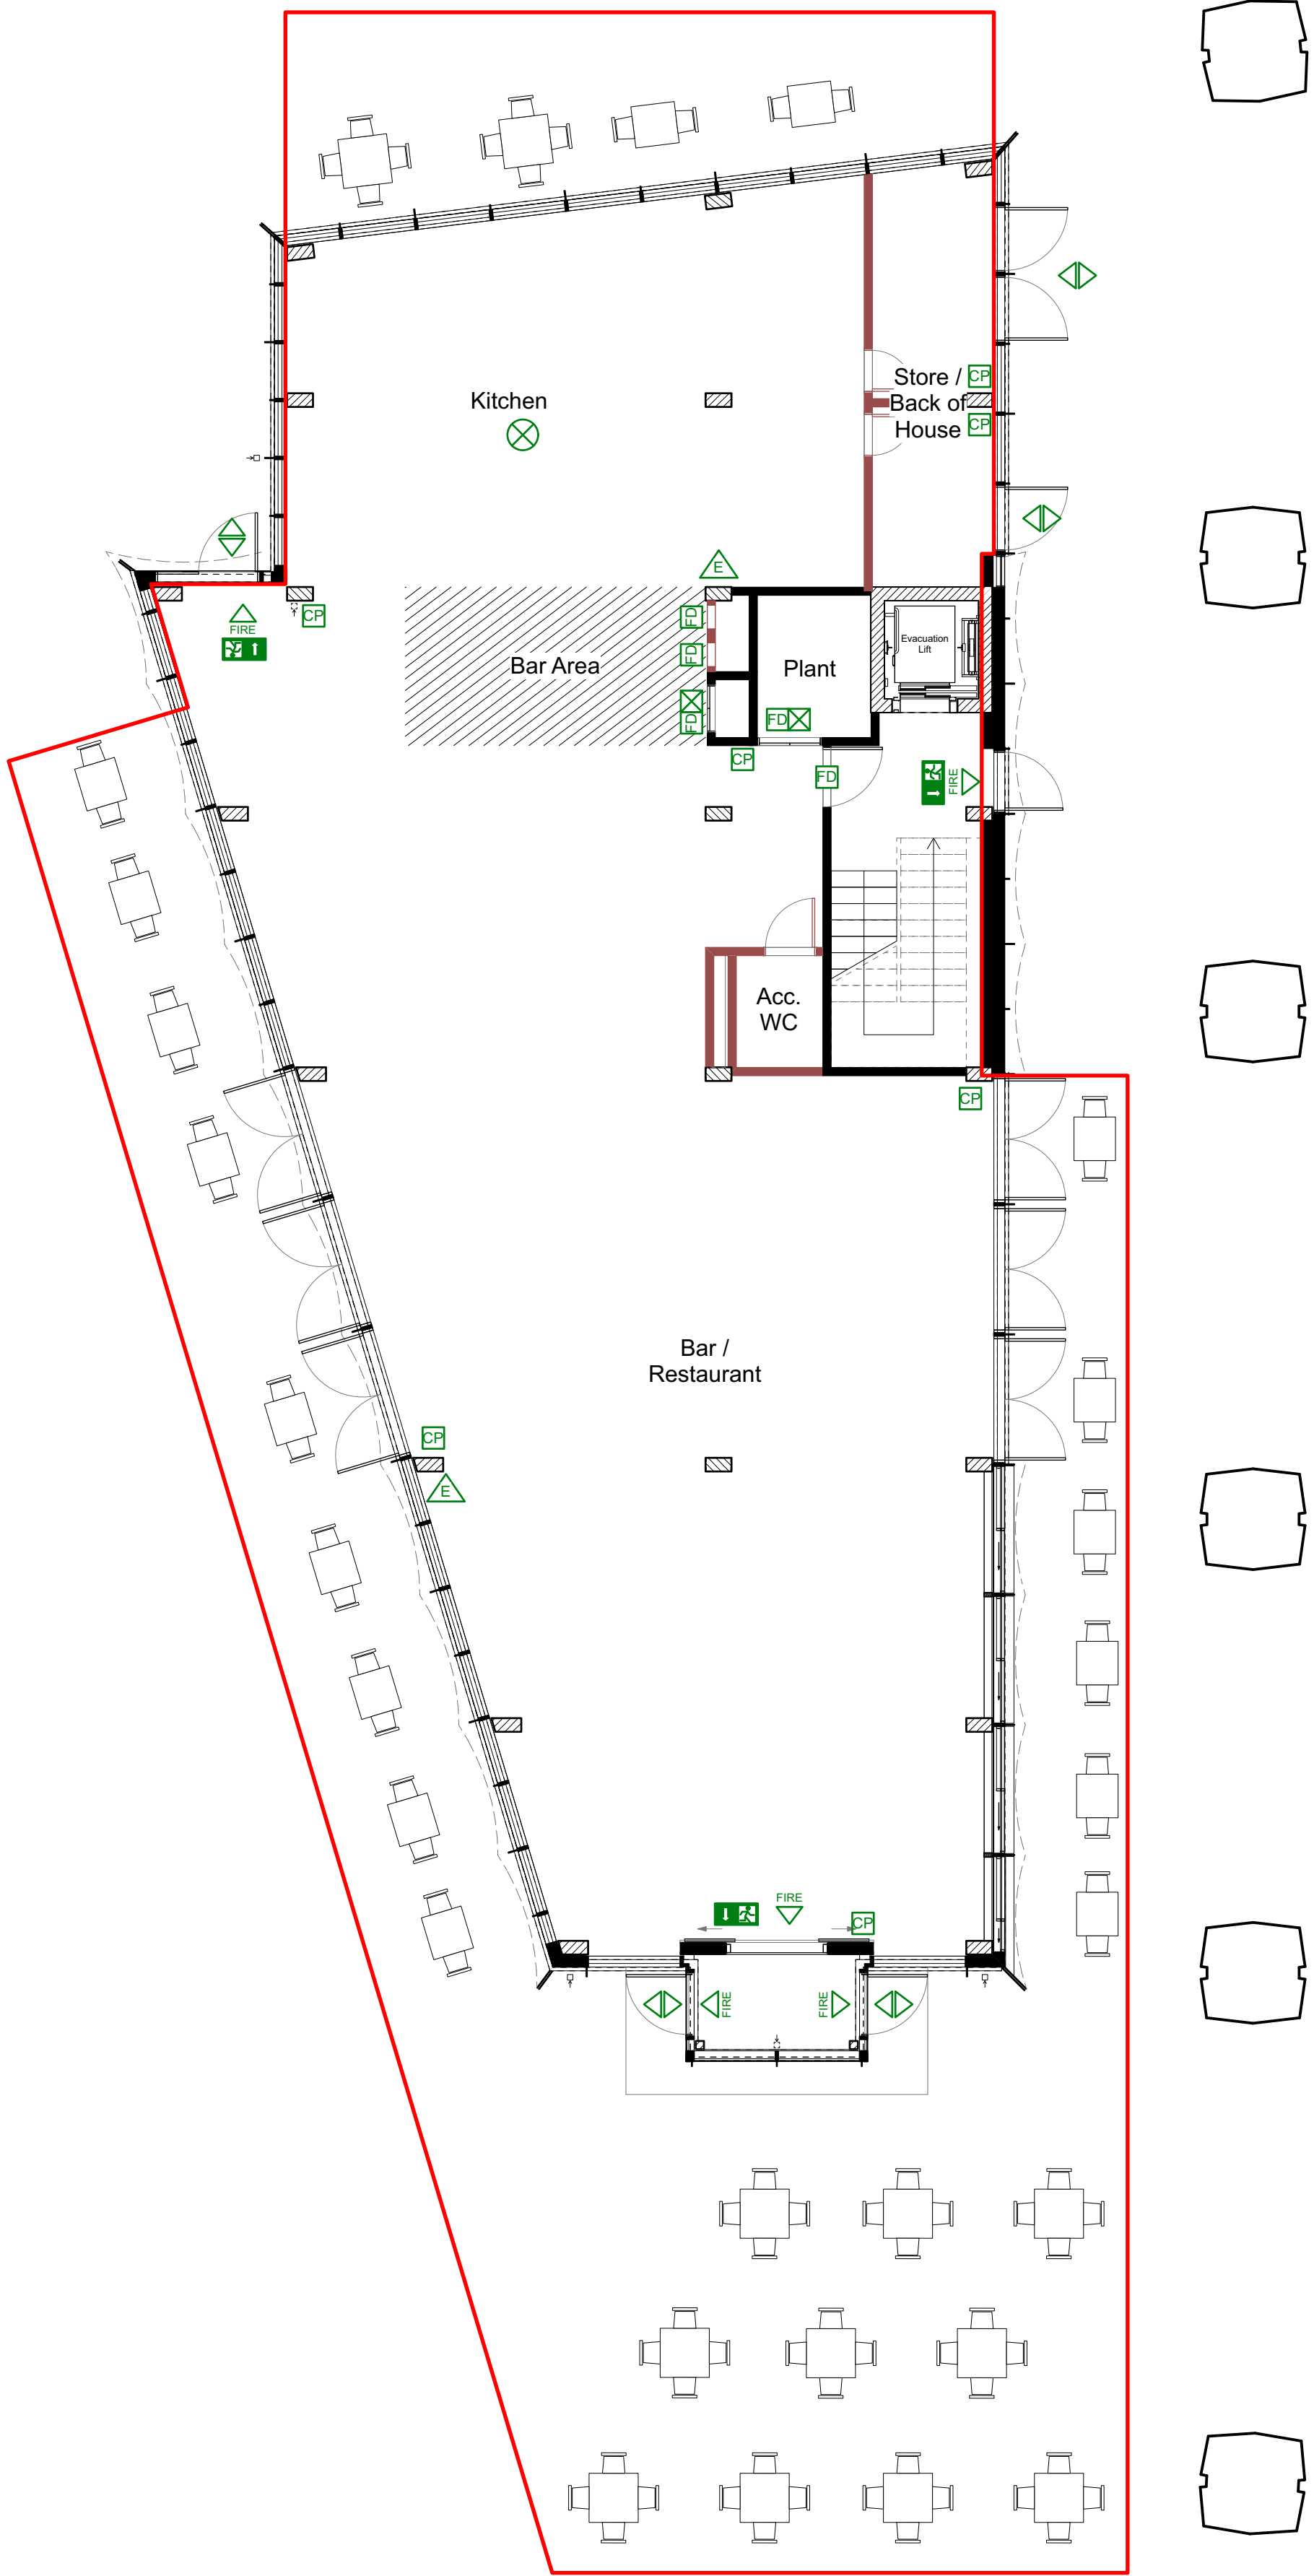 Store /
Back of
House
CP
CP
Kitchen
E
CP
FIRE
FD
FD
FD
Bar Area
Plant
Evacuation
Lift
FD
CP
FD
FIRE
Acc.
WC
CP
Bar /
Restaurant
CP
E
FIRE
CP
FIRE
FIRE